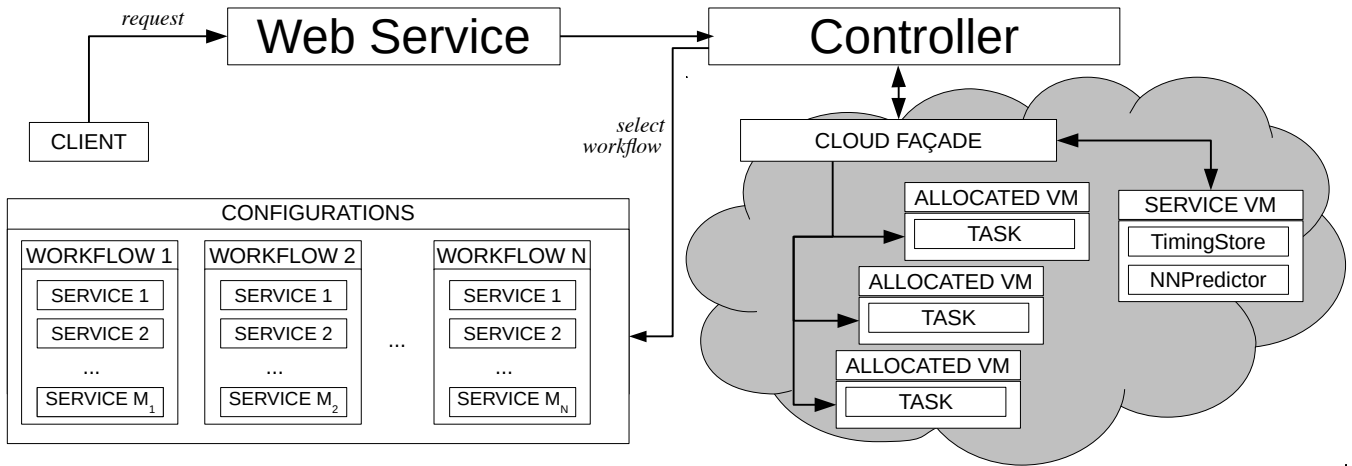 request
Web Service
Controller
CLIENT
select
workflow
CLOUD FAÇADE
CONFIGURATIONS
WORKFLOW 1
SERVICE 1
SERVICE 2
...
SERVICE M1
WORKFLOW 2
SERVICE 1
SERVICE 2
...
SERVICE M2
...
WORKFLOW N
SERVICE 1
SERVICE 2
...
SERVICE MN
ALLOCATED VM
TASK
ALLOCATED VM
TASK
ALLOCATED VM
TASK
SERVICE VM
TimingStore
NNPredictor